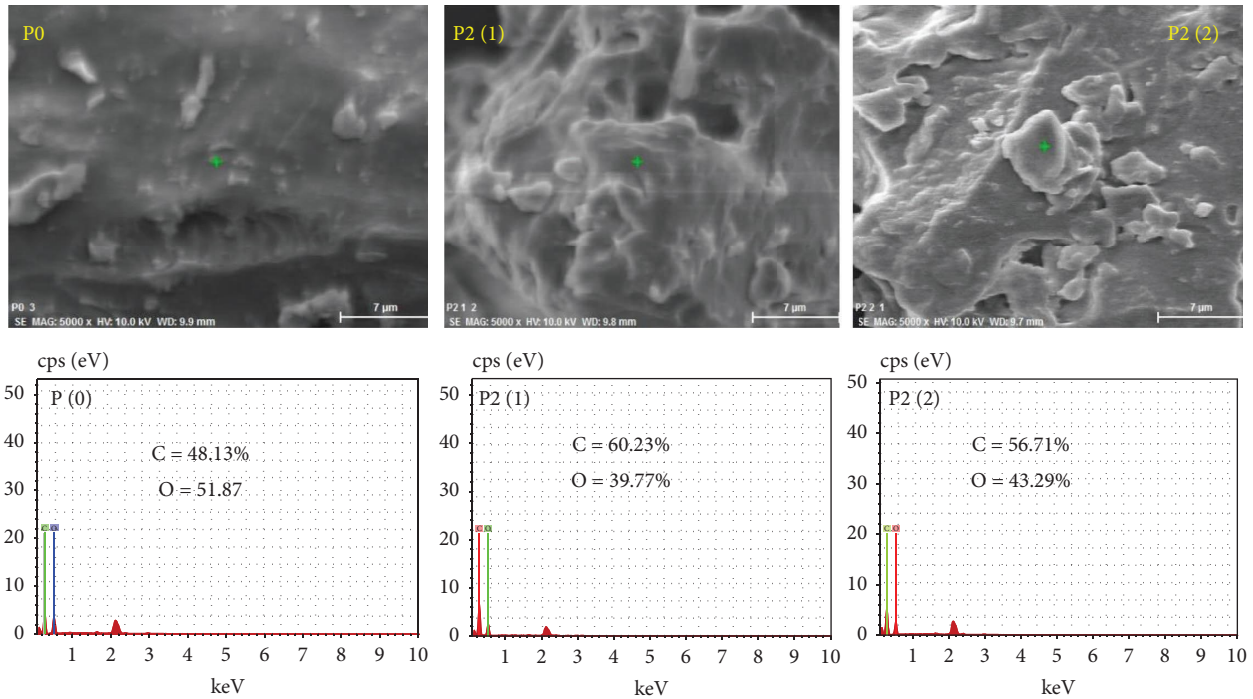 P0
P0 3
SE MAG: 5000 x HV: 10.0 kV WD: 9.9 mm
7 µm
P2 (1)
P2 1 2
SE MAG: 5000 x HV: 10.0 kV WD: 9.8 mm
7 µm
P2 (2)
P2 2 1
SE MAG: 5000 x HV: 10.0 kV WD: 9.7 mm
7 µm
cps (eV)
P (0)
C = 48.13%
O = 51.87
C
50
40
30
20
10
0
1 2 3 4 5 6 7 8 9 10
keV
cps (eV)
P2 (1)
C = 60.23%
O = 39.77%
C O
50
40
30
20
10
0
1 2 3 4 5 6 7 8 9 10
keV
cps (eV)
P2 (2)
C = 56.71%
O = 43.29%
C O
50
40
30
20
10
0
1 2 3 4 5 6 7 8 9 10
keV